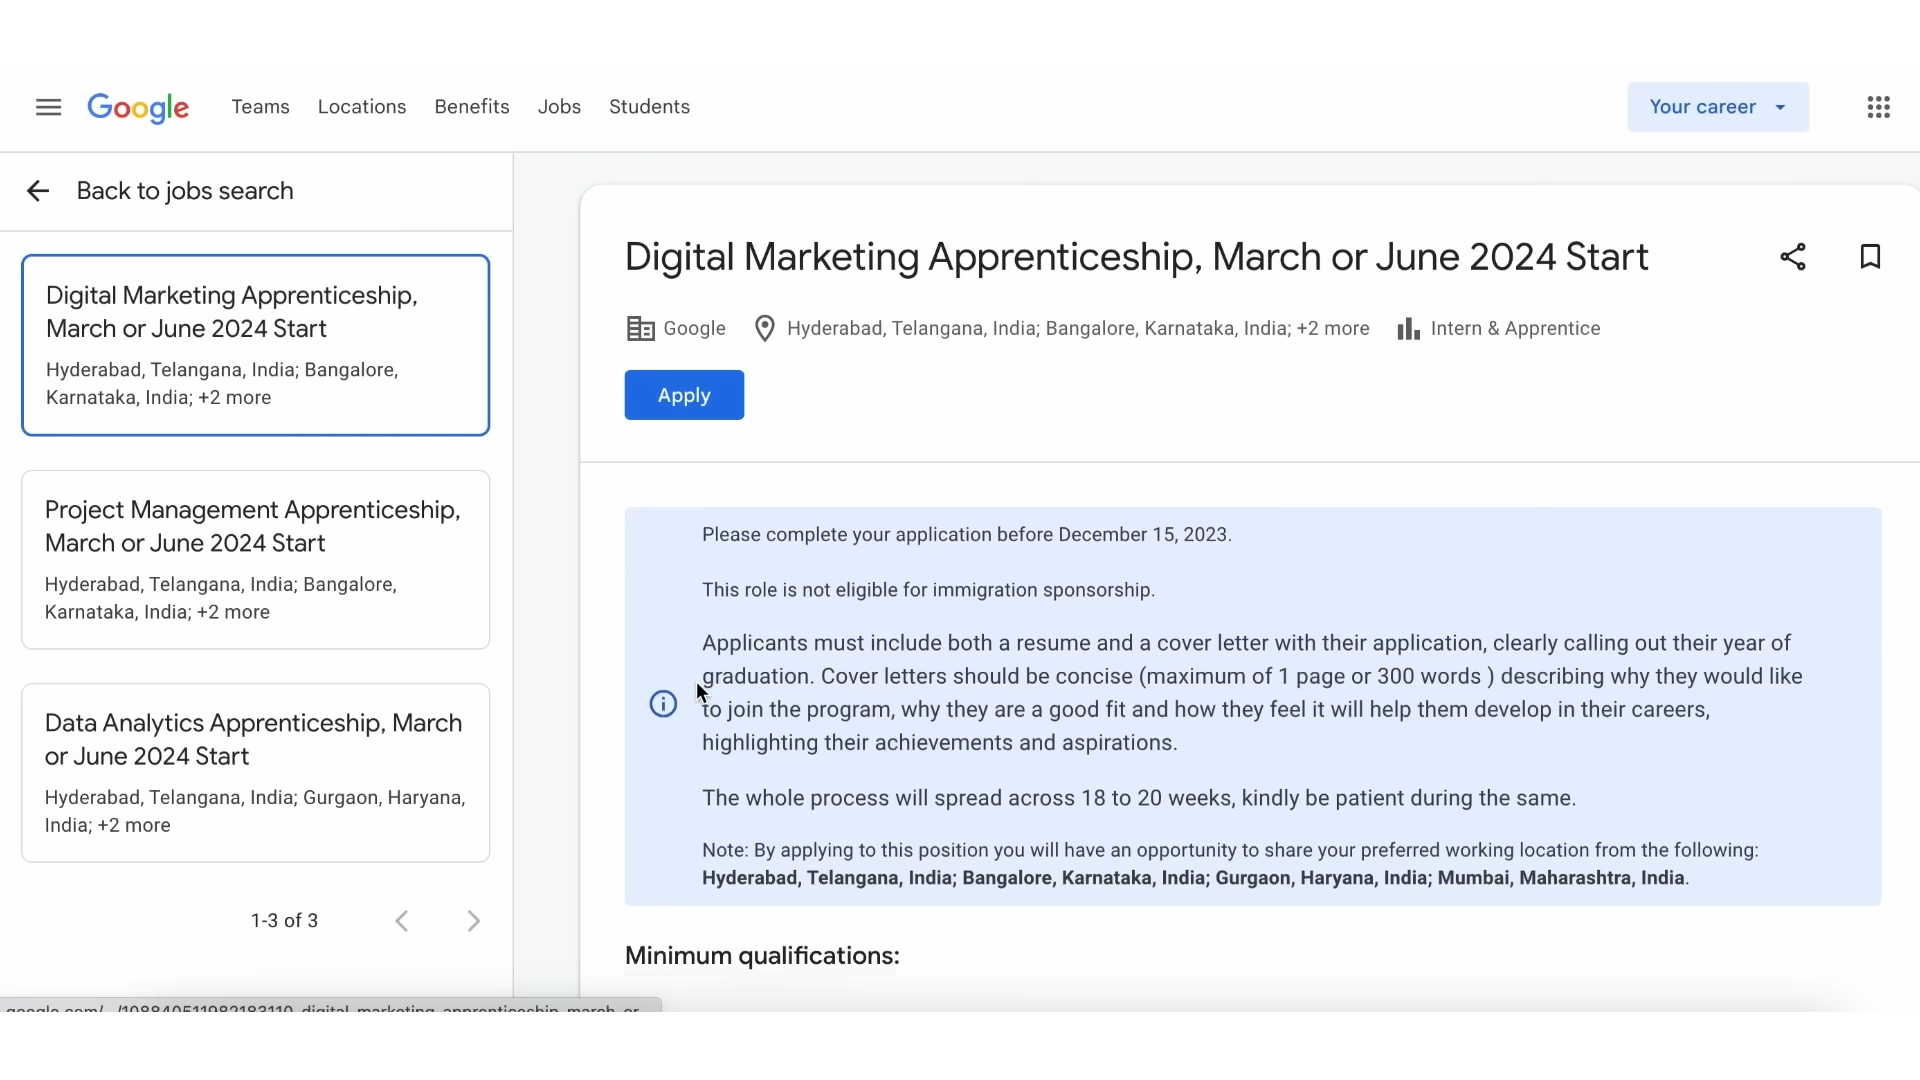 Google Teams Locations Benefits Jobs Students Your career
Back to jobs search
Digital Marketing Apprenticeship,
March or June 2024 Start
Hyderabad, Telangana, India; Bangalore,
Karnataka, India; +2 more
Project Management Apprenticeship,
March or June 2024 Start
Hyderabad, Telangana, India; Bangalore,
Karnataka, India; +2 more
Data Analytics Apprenticeship, March
or June 2024 Start
Hyderabad, Telangana, India; Gurgaon, Haryana,
India; +2 more
1-3 of 3
Digital Marketing Apprenticeship, March or June 2024 Start
Google Hyderabad, Telangana, India; Bangalore, Karnataka, India; +2 more Intern & Apprentice
Apply
Please complete your application before December 15, 2023.
This role is not eligible for immigration sponsorship.
Applicants must include both a resume and a cover letter with their application, clearly calling out their year of
graduation. Cover letters should be concise (maximum of 1 page or 300 words ) describing why they would like
to join the program, why they are a good fit and how they feel it will help them develop in their careers,
highlighting their achievements and aspirations.
The whole process will spread across 18 to 20 weeks, kindly be patient during the same.
Note: By applying to this position you will have an opportunity to share your preferred working location from the following:
Hyderabad, Telangana, India; Bangalore, Karnataka, India; Gurgaon, Haryana, India; Mumbai, Maharashtra, India.
Minimum qualifications: